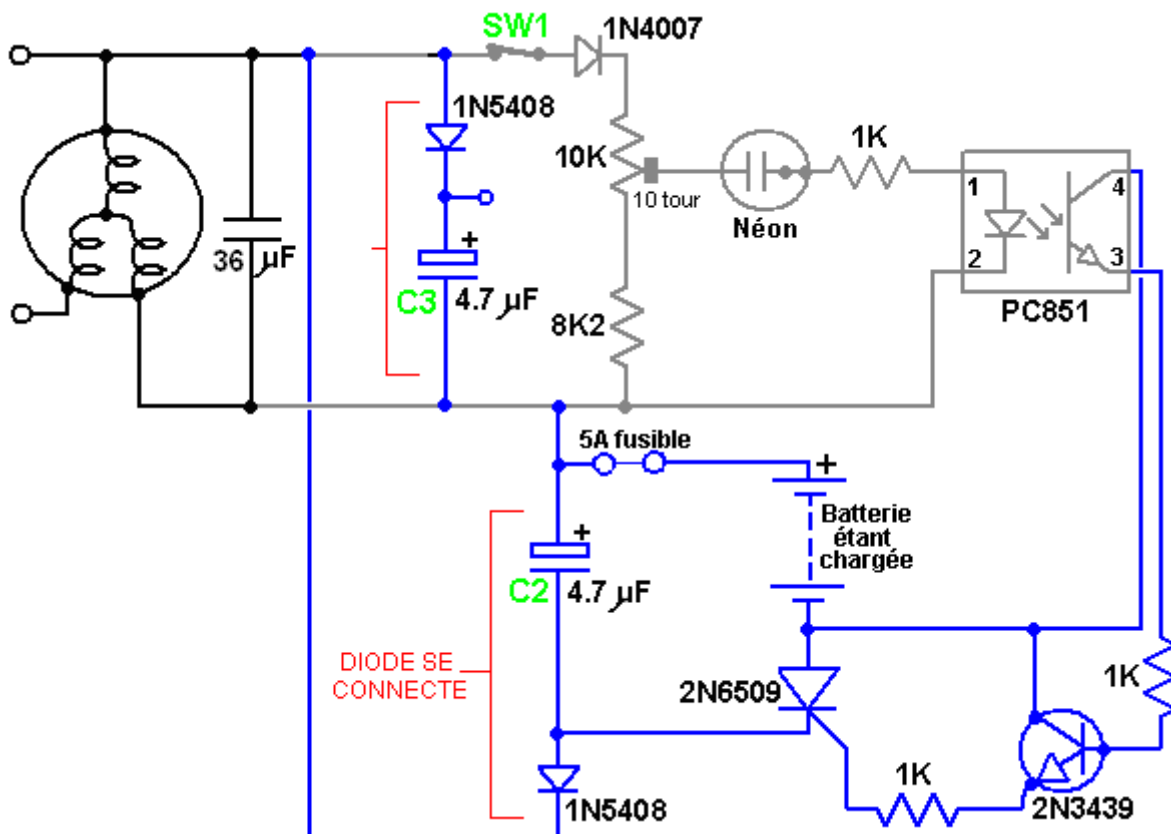 SW1
1N4007
1N5408
10K
1K
10 tour
Néon
1
4
2
3
PC851
36 µF
+
C3
4.7 µF
8K2
5A fusible
+
Batterie
étant
chargée
+
C2
4.7 µF
DIODE SE
CONNECTE
2N6509
1K
1K
1N5408
2N3439